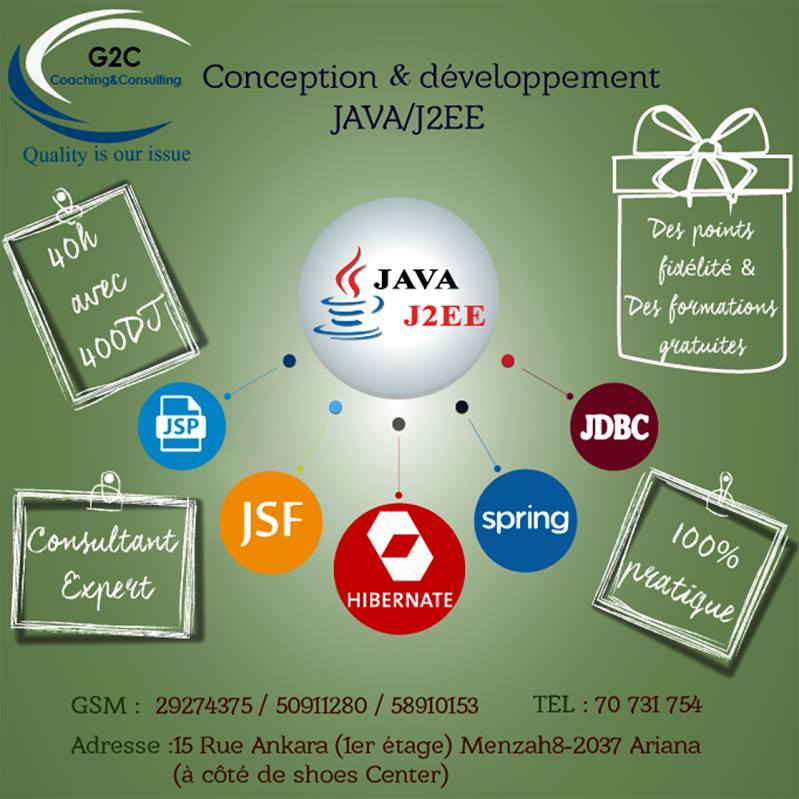 G2C
Coaching&Consulting
Quality is our issue
Conception & développement
JAVA/J2EE
40h
avec
400DT
Des points
fidélité &
Des formations
gratuites
JAVA
J2EE
JSP
JDBC
JSF
spring
HIBERNATE
Consultant
Expert
100%
pratique
GSM : 29274375 / 50911280 / 58910153
TEL : 70 731 754
Adresse :15 Rue Ankara (1er étage) Menzah8-2037 Ariana
(à côté de shoes Center)